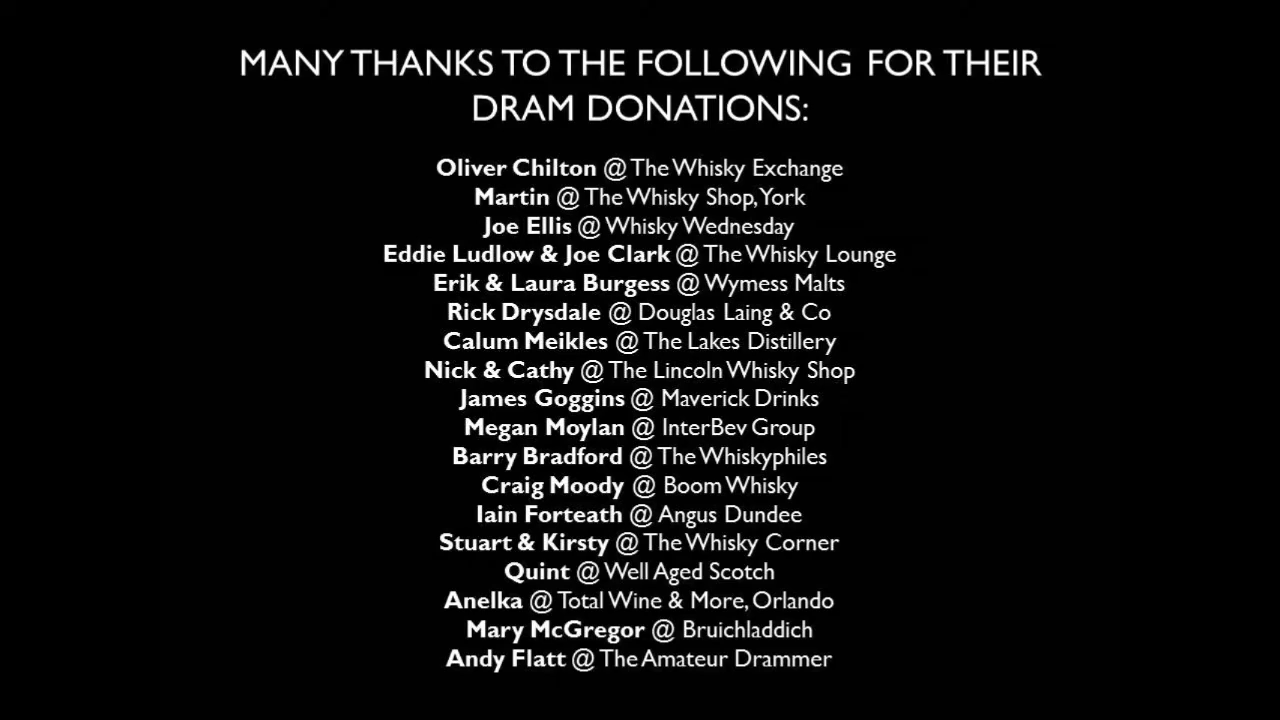 MANY THANKS TO THE FOLLOWING FOR THEIR
DRAM DONATIONS:
Oliver Chilton @ The Whisky Exchange
Martin @ The Whisky Shop, York
Joe Ellis @ Whisky Wednesday
Eddie Ludlow & Joe Clark @ The Whisky Lounge
Erik & Laura Burgess @ Wymess Malts
Rick Drysdale @ Douglas Laing & Co
Calum Meikles @ The Lakes Distillery
Nick & Cathy @ The Lincoln Whisky Shop
James Goggins @ Maverick Drinks
Megan Moylan @ InterBev Group
Barry Bradford @ The Whiskyphiles
Craig Moody @ Boom Whisky
Iain Forteath @ Angus Dundee
Stuart & Kirsty @ The Whisky Corner
Quint @ Well Aged Scotch
Anelka @ Total Wine & More, Orlando
Mary McGregor @ Bruichladdich
Andy Flatt @ The Amateur Drammer